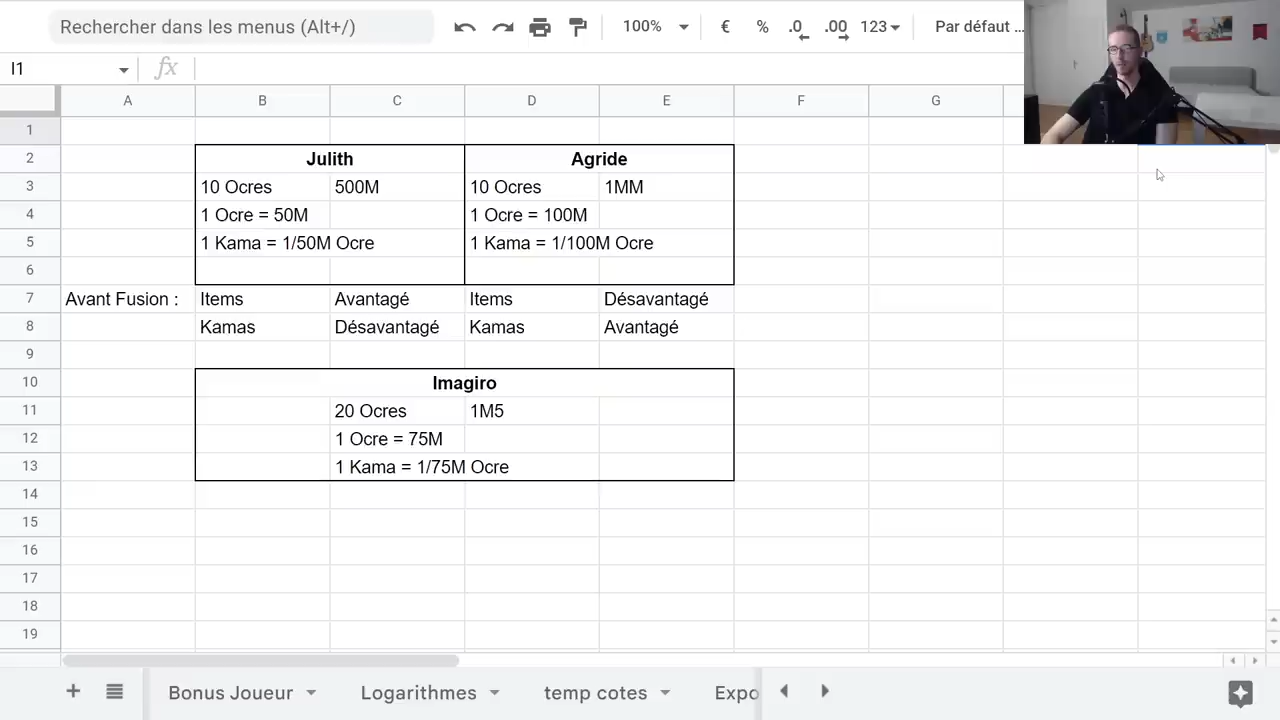 Rechercher dans les menus (Alt+/)
100%
€
%
.0
.00
123
Par défaut ...
I1
fx
A B C D E F G
1
2 Julith Agride
3 10 Ocres 500M 10 Ocres 1MM
4 1 Ocre = 50M 1 Ocre = 100M
5 1 Kama = 1/50M Ocre 1 Kama = 1/100M Ocre
6
7 Avant Fusion : Items Avantagé Items Désavantagé
8 Kamas Désavantagé Kamas Avantagé
9
10 Imagiro
11 20 Ocres 1M5
12 1 Ocre = 75M
13 1 Kama = 1/75M Ocre
14
15
16
17
18
19
Bonus Joueur
Logarithmes
temp cotes
Expo